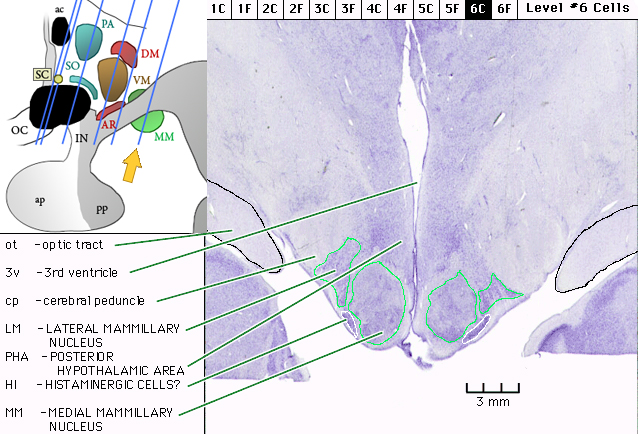 1C 1F 2C 2F 3C 3F 4C 4F 5C 5F 6C 6F Level #6 Cells
ac
PA
DM
SC
SO
VM
OC
IN
AR
MM
ap
pp
ot -optic tract
3v -3rd ventricle
cp -cerebral peduncle
LM -LATERAL MAMMILLARY
NUCLEUS
PHA -POSTERIOR
HYPOTHALAMIC AREA
HI -HISTAMINERGIC CELLS?
MM -MEDIAL MAMMILLARY
NUCLEUS
3 mm